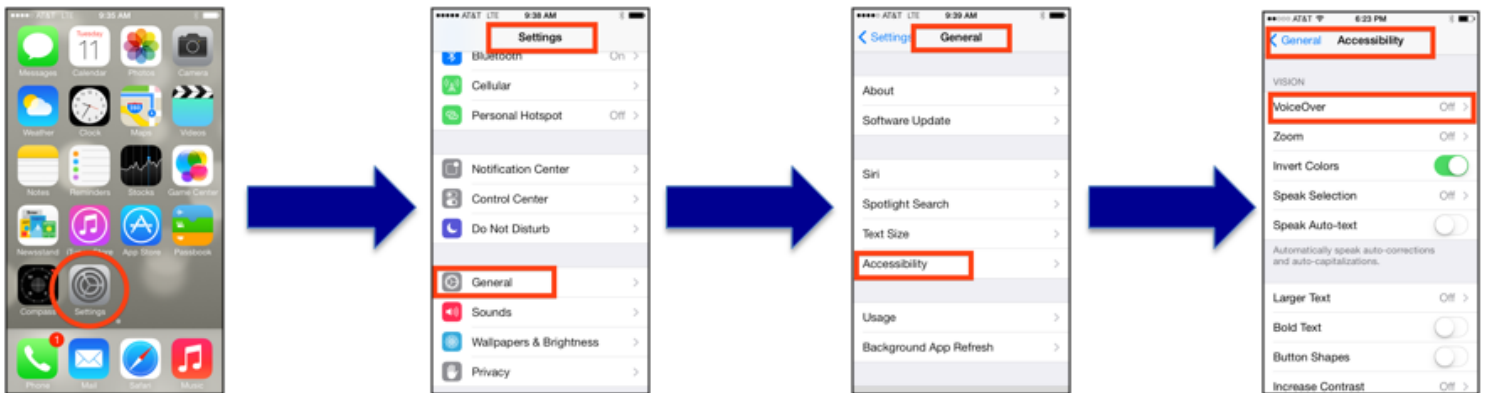 AT&T LTE 9:35 AM
Tuesday
11
Messages Calendar Photos Camera
280
Weather Clock Maps Videos
Notes Reminders Stocks Game Center
Newsstand iTunes Store App Store Passbook
Compass Settings
1
Phone Mail Safari Music
AT&T LTE 9:38 AM
Settings
Bluetooth On
Cellular
Personal Hotspot Off
Notification Center
Control Center
Do Not Disturb
General
Sounds
Wallpapers & Brightness
Privacy
AT&T LTE 9:39 AM
Settings General
About
Software Update
Siri
Spotlight Search
Text Size
Accessibility
Usage
Background App Refresh
AT&T 6:23 PM
General Accessibility
VISION
VoiceOver Off
Zoom Off
Invert Colors
Speak Selection Off
Speak Auto-text
Automatically speak auto-corrections
and auto-capitalizations.
Larger Text Off
Bold Text
Button Shapes
Increase Contrast Off